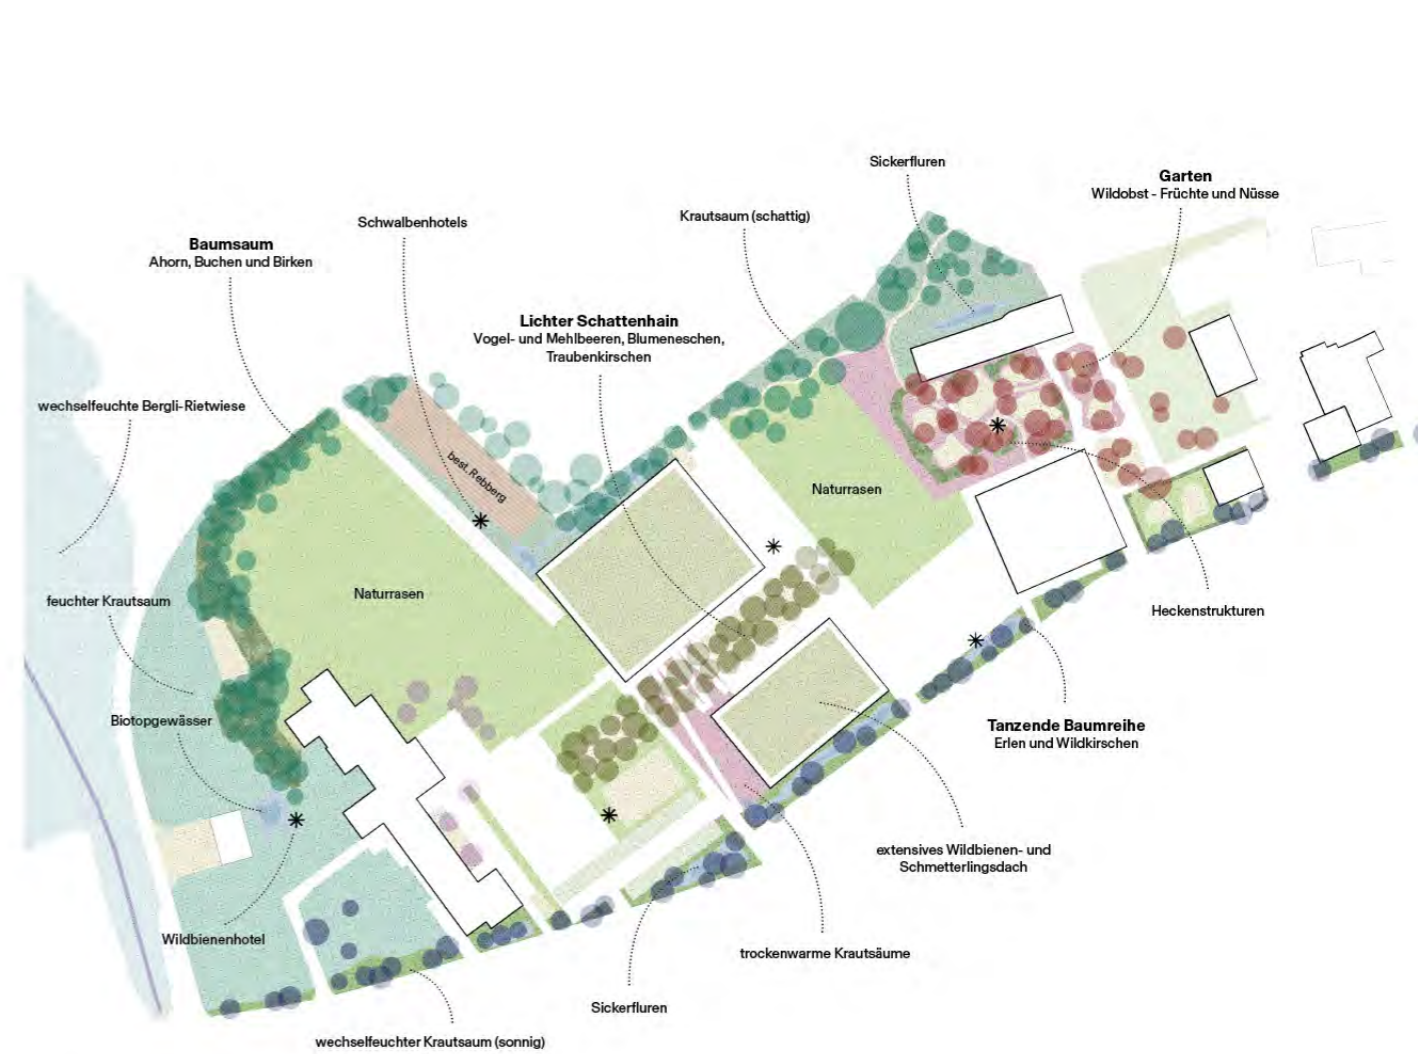 Sickerfluren
Garten
Wildobst - Früchte und Nüsse
Krautsaum (schattig)
Schwalbenhotels
Baumsaum
Ahorn, Buchen und Birken
Lichter Schattenhain
Vogel- und Mehlbeeren, Blumeneschen,
Traubenkirschen
wechselfeuchte Bergli-Rietwiese
best. Rebberg
Naturrasen
Naturrasen
feuchter Krautsaum
Heckenstrukturen
Biotopgewässer
Tanzende Baumreihe
Erlen und Wildkirschen
extensives Wildbienen- und
Schmetterlingsdach
Wildbienenhotel
trockenwarme Krautsäume
Sickerfluren
wechselfeuchter Krautsaum (sonnig)